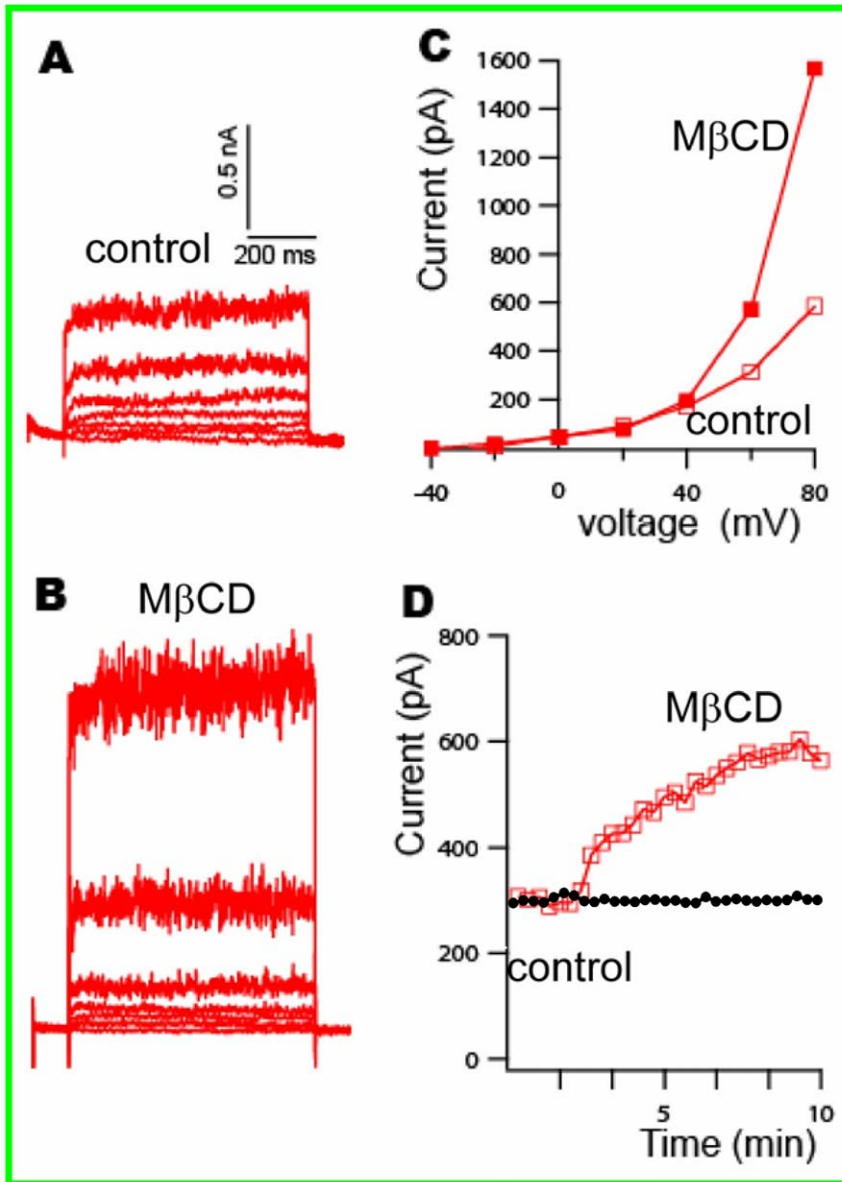 A
0.5 nA
200 ms
control
B
MβCD
C
Current (pA)
1600
1400
1200
1000
800
600
400
200
MβCD
control
-40
0
40
80
voltage (mV)
D
Current (pA)
800
600
400
200
0
MβCD
control
5
10
Time (min)